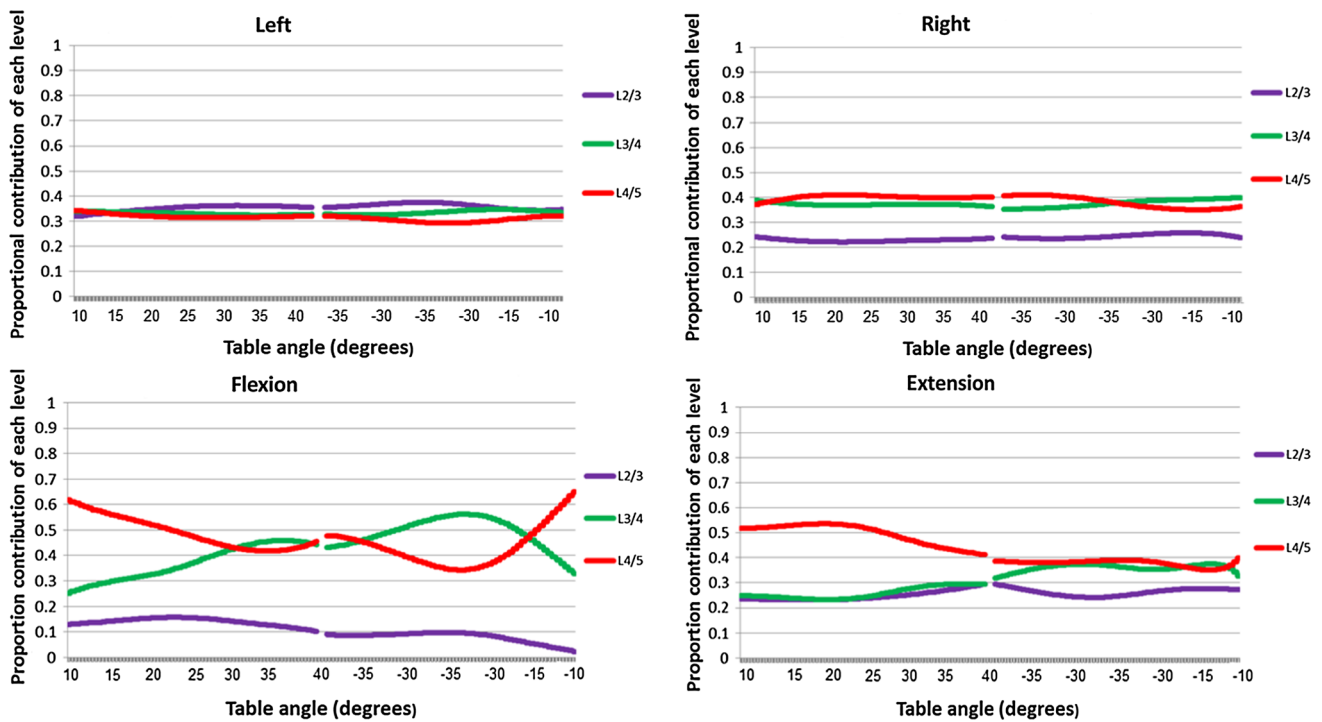 Left
Proportional contribution of each level
1
0.9
0.8
0.7
0.6
0.5
0.4
0.3
0.2
0.1
0
10 15 20 25 35 40 -35 -30 -35 -30 -35 -15 -10
Table angle (degrees)
L2/3
L3/4
L4/5
Right
Proportional contribution of each level
1
0.9
0.8
0.7
0.6
0.5
0.4
0.3
0.2
0.1
0
10 15 20 25 30 35 40 -35 -30 -35 -30 -15 -10
Table angle (degrees)
L2/3
L3/4
L4/5
Flexion
Proportion contribution of each level
1
0.9
0.8
0.7
0.6
0.5
0.4
0.3
0.2
0.1
0
10 15 20 25 30 35 40 -35 -30 -35 -30 -15 -10
Table angle (degrees)
L2/3
L3/4
L4/5
Extension
Proportion contribution of each level
1
0.9
0.8
0.7
0.6
0.5
0.4
0.3
0.2
0.1
0
10 15 20 25 30 35 40 -35 -30 -35 -30 -15 -10
Table angle (degrees)
L2/3
L3/4
L4/5